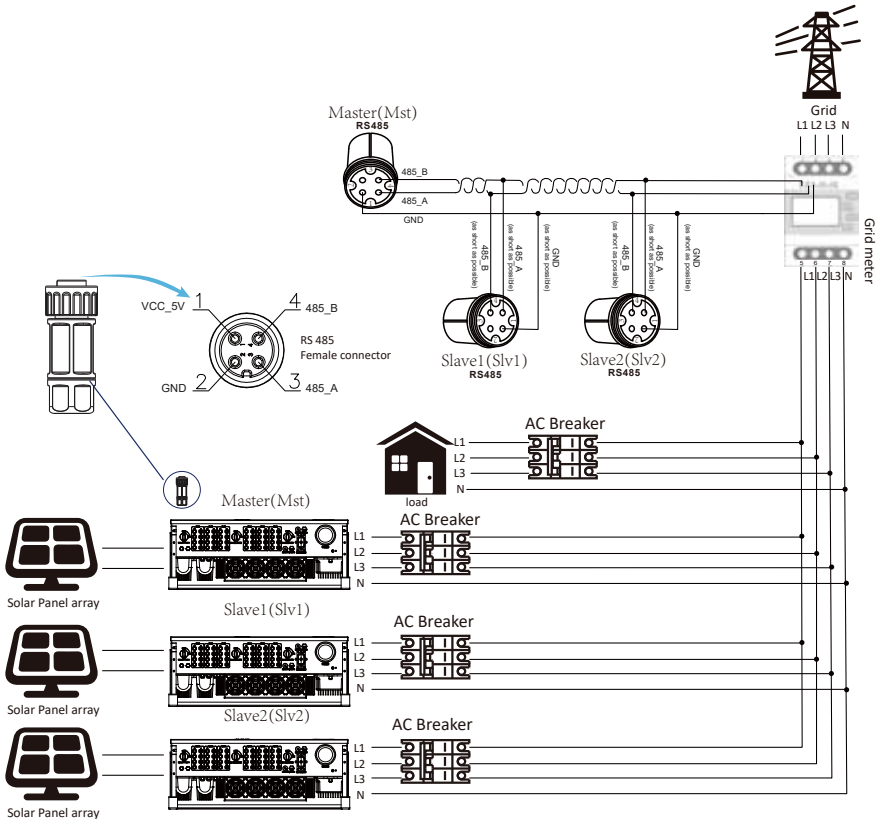 Grid
L1 L2 L3 N
Master(Mst)
RS485
485_B
485_A
GND
Grid meter
5 6 7 8
L1 L2 L3 N
485_B
(as short as possible)
485_A
(as short as possible)
GND
(as short as possible)
485_B
(as short as possible)
485_A
(as short as possible)
GND
(as short as possible)
Slave1(Slv1)
RS485
Slave2(Slv2)
RS485
VCC_5V 1
4 485_B
RS 485
Female connector
GND 2
3 485_A
AC Breaker
L1
L2
L3
N
load
Master(Mst)
AC Breaker
L1
L2
L3
N
Solar Panel array
Slave1(Slv1)
AC Breaker
L1
L2
L3
N
Solar Panel array
Slave2(Slv2)
AC Breaker
L1
L2
L3
N
Solar Panel array